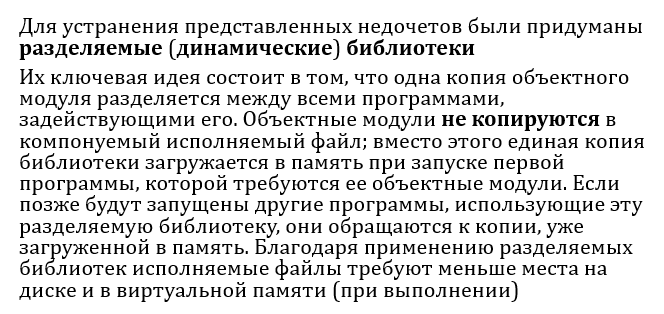 Для устранения представленных недочетов были придуманы
разделяемые (динамические) библиотеки
Их ключевая идея состоит в том, что одна копия объектного
модуля разделяется между всеми программами,
задействующими его. Объектные модули не копируются в
компонуемый исполняемый файл; вместо этого единая копия
библиотеки загружается в память при запуске первой
программы, которой требуются ее объектные модули. Если
позже будут запущены другие программы, использующие эту
разделяемую библиотеку, они обращаются к копии, уже
загруженной в память. Благодаря применению разделяемых
библиотек исполняемые файлы требуют меньше места на
диске и в виртуальной памяти (при выполнении)